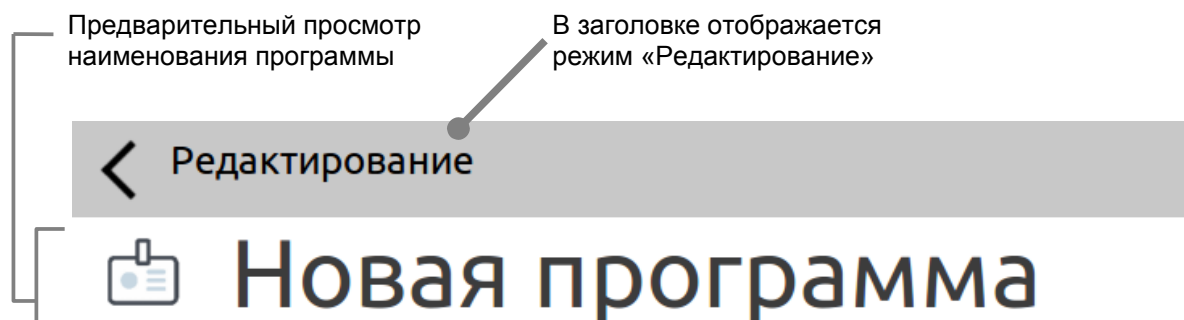 Предварительный просмотр
наименования программы
В заголовке отображается
режим «Редактирование»
Редактирование
Новая программа